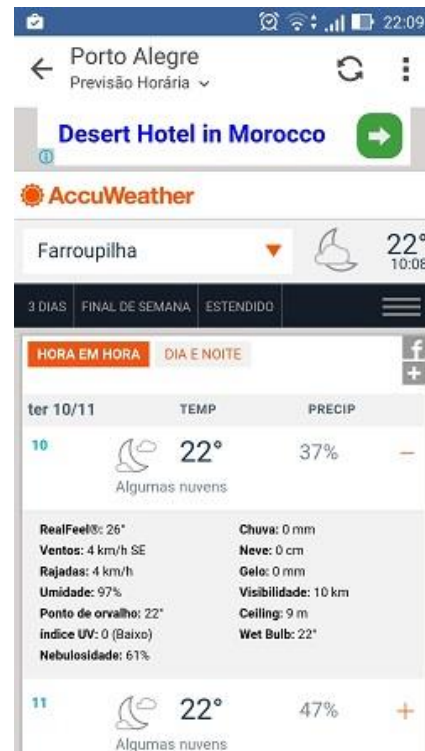 22:09
Porto Alegre
Previsão Horária
Desert Hotel in Morocco
AccuWeather
Farroupilha
22°
10:08
3 DIAS FINAL DE SEMANA ESTENDIDO
HORA EM HORA DIA E NOITE
ter 10/11 TEMP PRECIP
10 22° 37% −
Algumas nuvens
RealFeel®: 26° Chuva: 0 mm
Ventos: 4 km/h SE Neve: 0 cm
Rajadas: 4 km/h Gelo: 0 mm
Umidade: 97% Visibilidade: 10 km
Ponto de orvalho: 22° Ceiling: 9 m
índice UV: 0 (Baixo) Wet Bulb: 22°
Nebulosidade: 61%
11 22° 47% +
Algumas nuvens